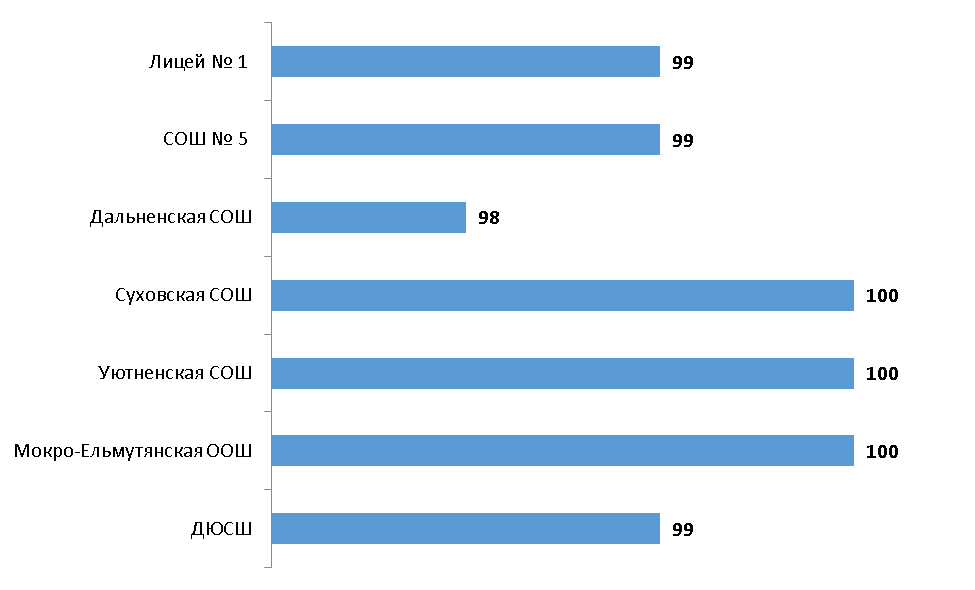 Лицей № 1 99
СОШ № 5 99
Дальненская СОШ 98
Суховская СОШ 100
Уютненская СОШ 100
Мокро-Ельмутянская ООШ 100
ДЮСШ 99